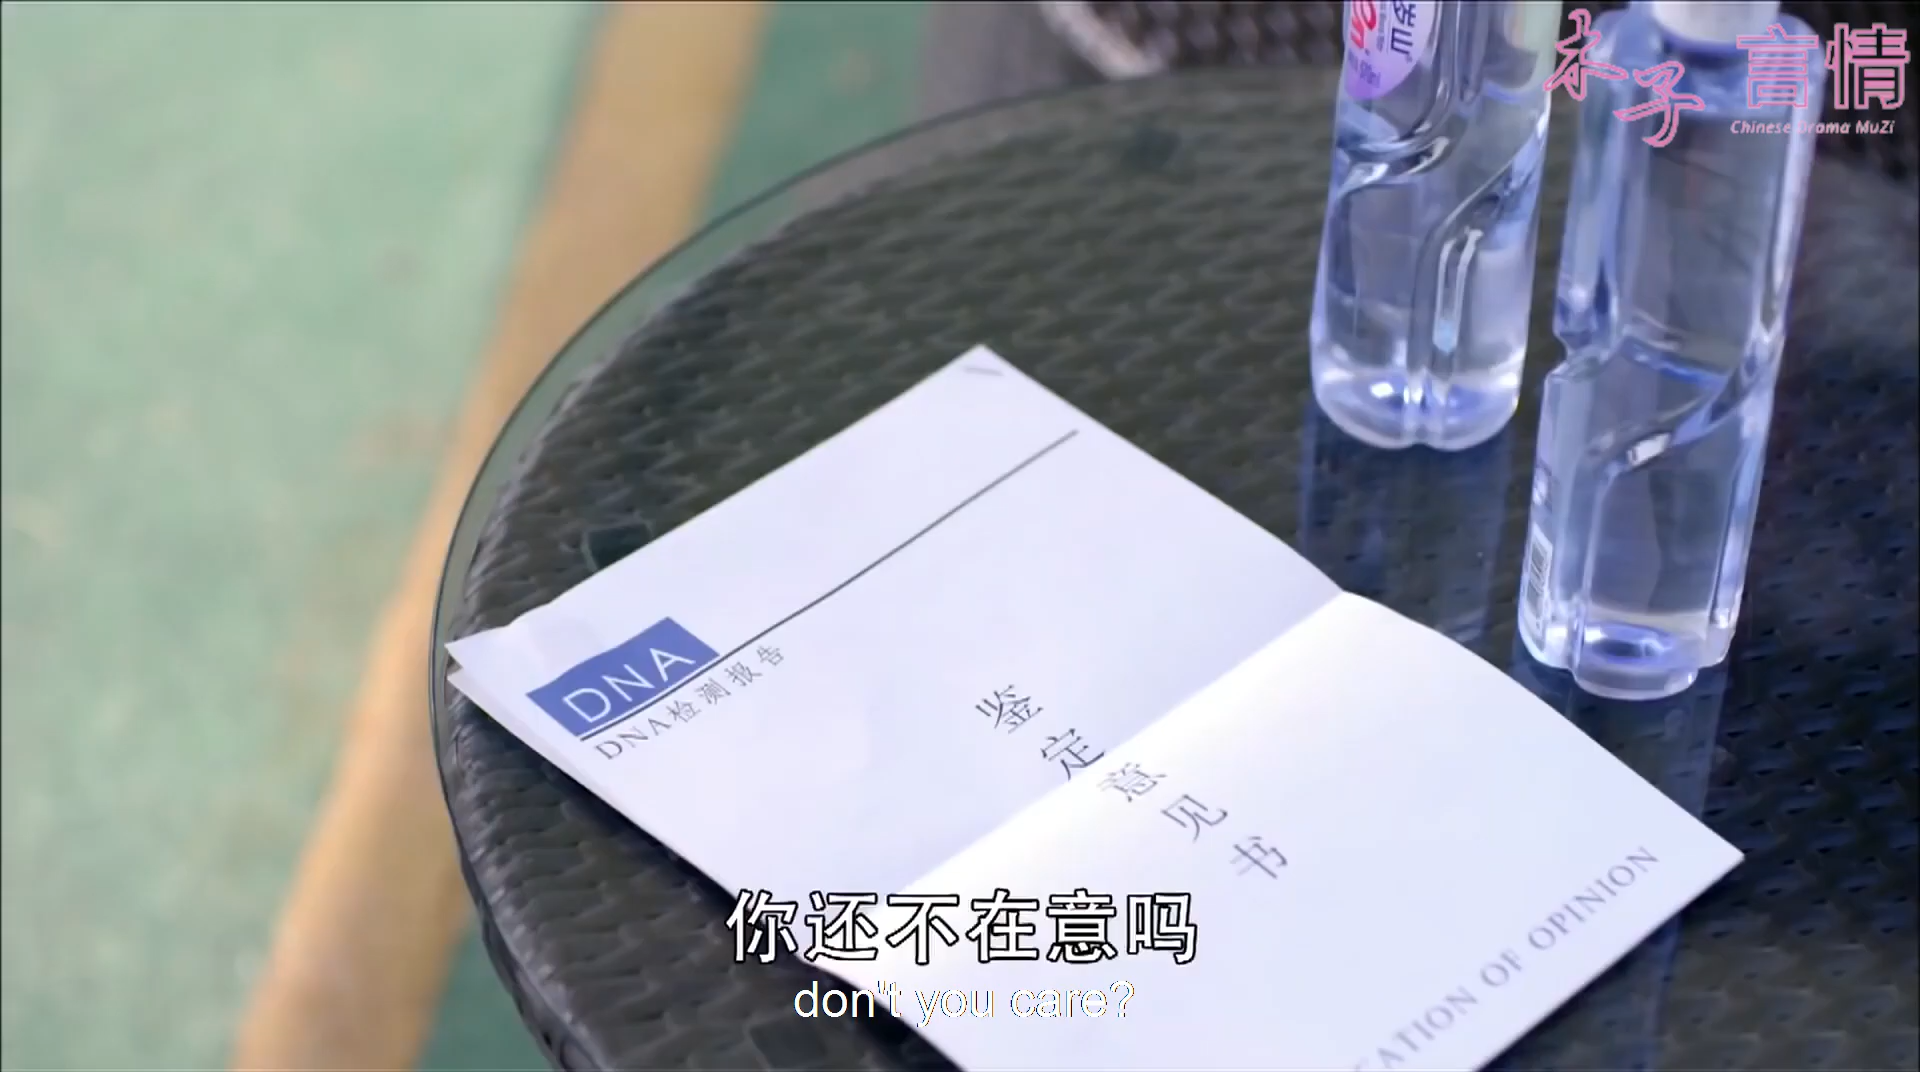 木子 言情
Chinese Drama MuZi
DNA
DNA检测报告
鉴定意见书
CATION OF OPINION
你还不在意吗
don't you care?